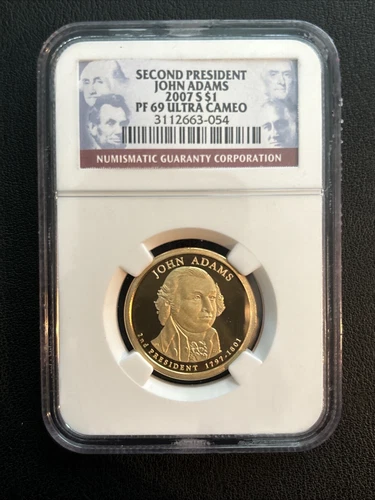 SECOND PRESIDENT
JOHN ADAMS
2007 S $1
PF 69 ULTRA CAMEO
3112663-054
NUMISMATIC GUARANTY CORPORATION
JOHN ADAMS
2nd PRESIDENT 1797-1801